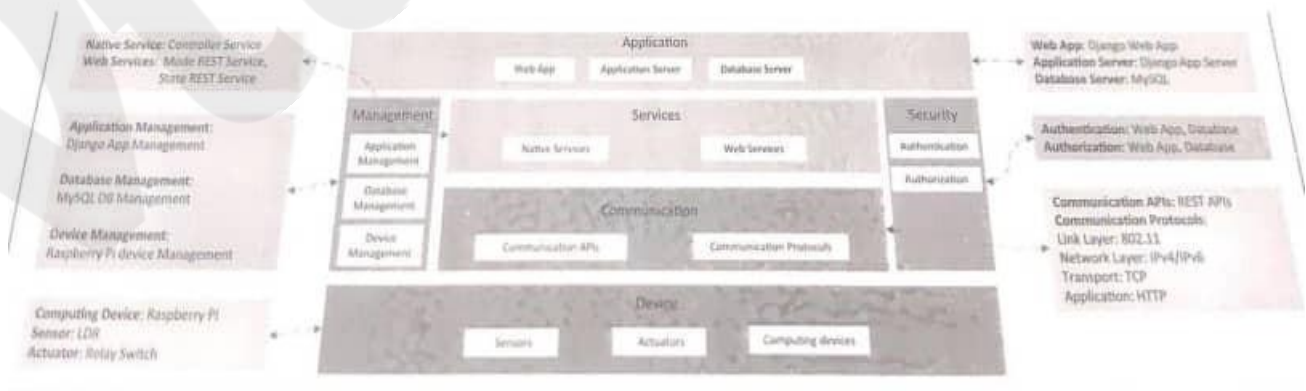 Native Service: Controller Service
Web Services: Mode REST Service,
State REST Service
Application Management:
Django App Management
Database Management:
MySQL DB Management
Device Management:
Raspberry Pi device Management
Computing Device: Raspberry Pi
Sensor: LDR
Actuator: Relay Switch
Application
Web App
Application Server
Database Server
Management
Application
Management
Database
Management
Device
Management
Services
Native Services
Web Services
Communication
Communication APIs
Communication Protocols
Security
Authentication
Authorization
Device
Sensors
Actuators
Computing devices
Web App: Django Web App
Application Server: Django App Server
Database Server: MySQL
Authentication: Web App, Database
Authorization: Web App, Database
Communication APIs: REST APIs
Communication Protocols:
Link Layer: 802.11
Network Layer: IPv4/IPv6
Transport: TCP
Application: HTTP